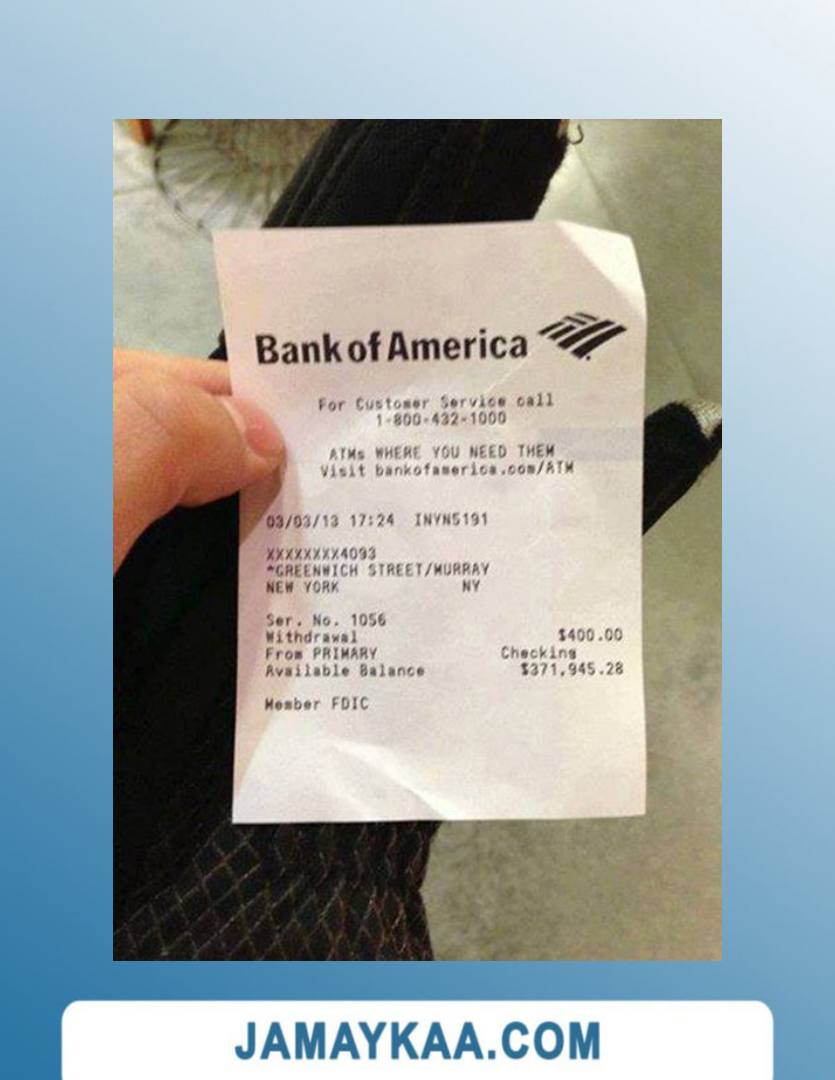 Bank of America
For Customer Service call
1-800-432-1000
ATMs WHERE YOU NEED THEM
Visit bankofamerica.com/ATM
03/03/13 17:24 INYN5191
XXXXXXXX4093
*GREENWICH STREET/MURRAY
NEW YORK NY
Ser. No. 1056
Withdrawal $400.00
From PRIMARY Checking
Available Balance $371,945.28
Member FDIC
JAMAYKAA.COM